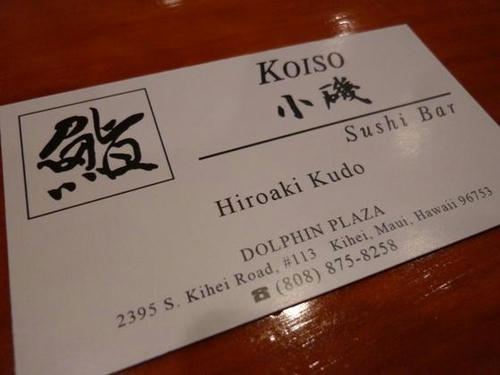 鮨
KOISO
小磯
Sushi Bar
Hiroaki Kudo
DOLPHIN PLAZA
2395 S. Kihei Road, #113 Kihei, Maui, Hawaii 96753
☎ (808) 875-8258